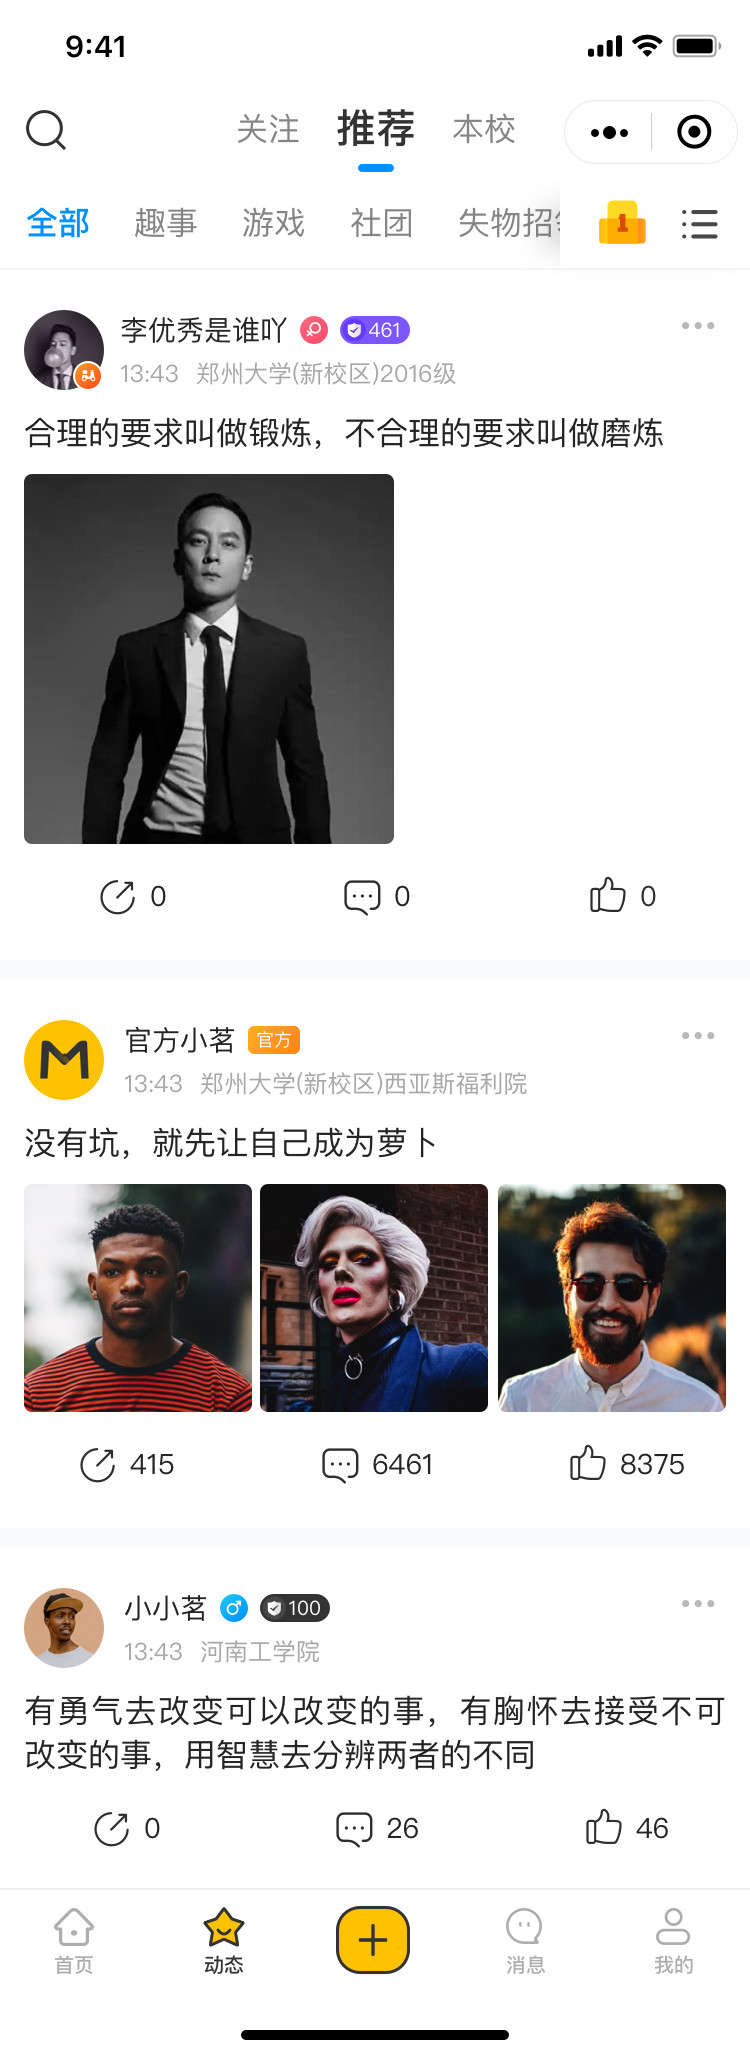 9:41
关注 推荐 本校
全部 趣事 游戏 社团 失物招
1
李优秀是谁吖 461
13:43 郑州大学(新校区)2016级
合理的要求叫做锻炼，不合理的要求叫做磨炼
0 0 0
M
官方小茗 官方
13:43 郑州大学(新校区)西亚斯福利院
没有坑，就先让自己成为萝卜
415 6461 8375
小小茗 100
13:43 河南工学院
有勇气去改变可以改变的事，有胸怀去接受不可
改变的事，用智慧去分辨两者的不同
0 26 46
首页 动态 消息 我的